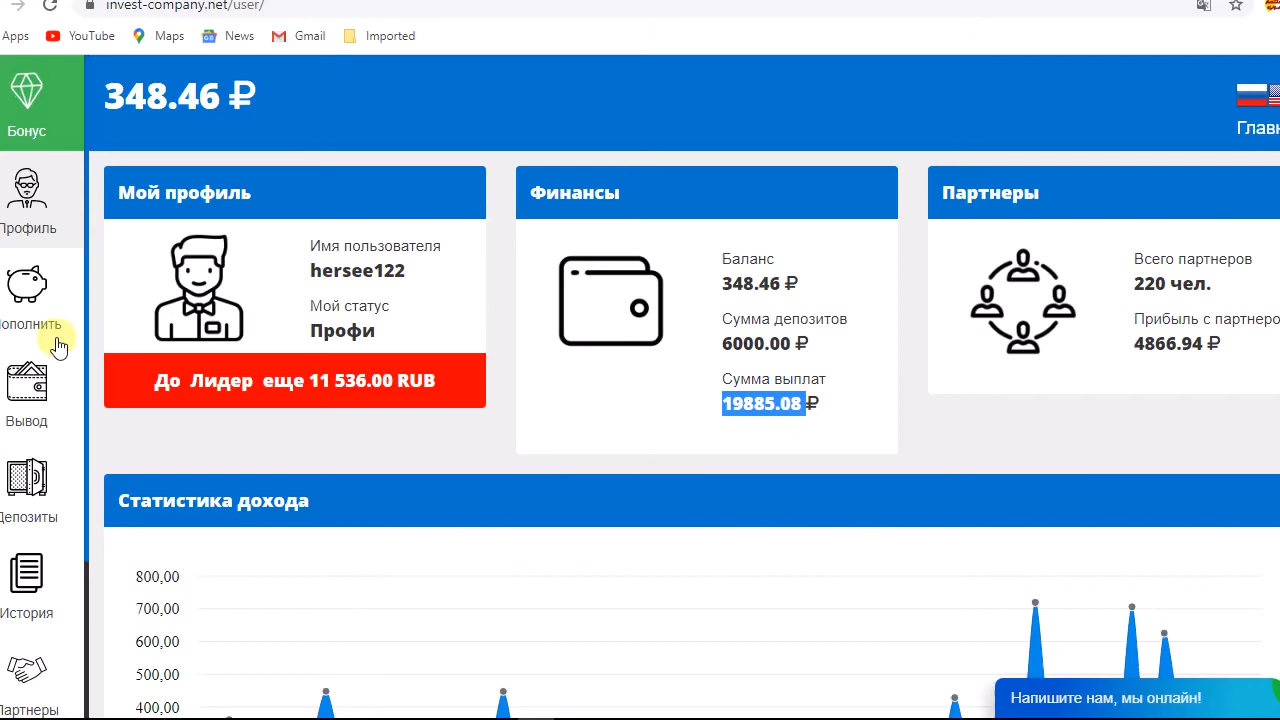 invest-company.net/user/
Apps YouTube Maps News Gmail Imported
348.46 ₽
Бонус
Глав
Профиль
Мой профиль
Имя пользователя
hersee122
Мой статус
Профи
До Лидер еще 11 536.00 RUB
Финансы
Баланс
348.46 ₽
Сумма депозитов
6000.00 ₽
Сумма выплат
19885.08 ₽
Партнеры
Всего партнеров
220 чел.
Прибыль с партнеро
4866.94 ₽
Пополнить
Вывод
Депозиты
История
Партнеры
Статистика дохода
800,00
700,00
600,00
500,00
400,00
Напишите нам, мы онлайн!